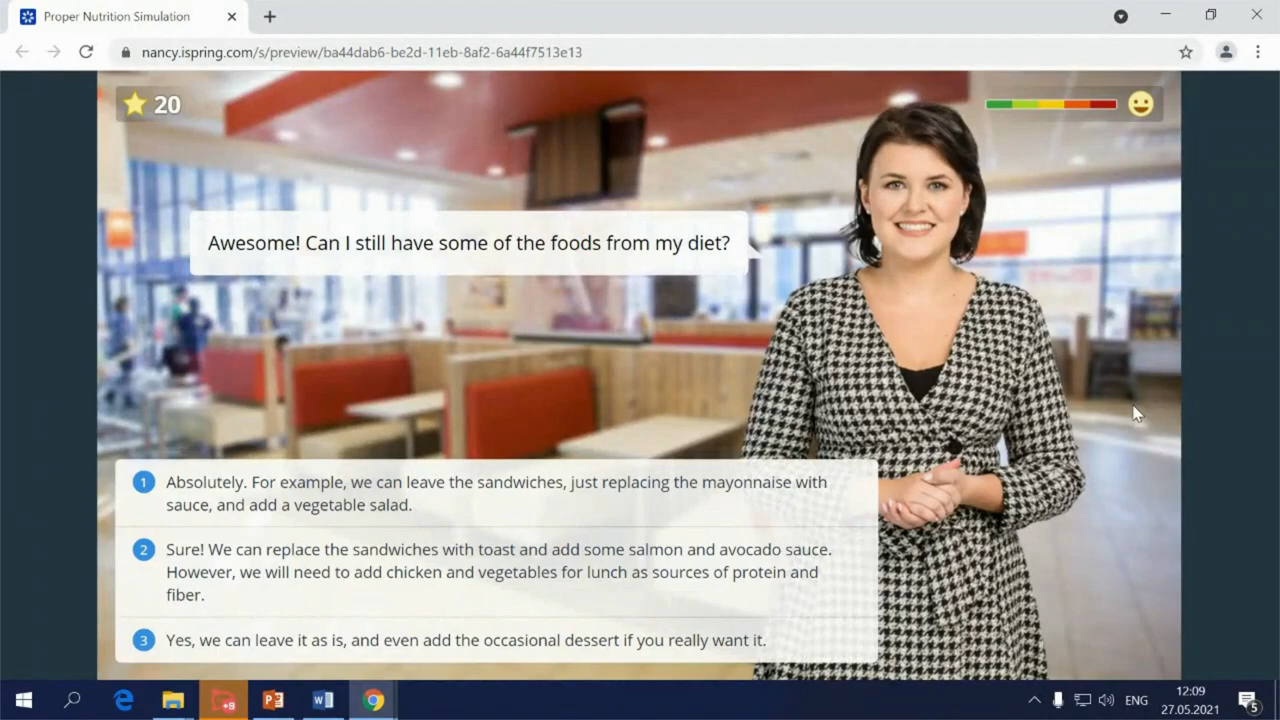 Proper Nutrition Simulation
nancy.ispring.com/s/preview/ba44dab6-be2d-11eb-8af2-6a44f7513e13
20
Awesome! Can I still have some of the foods from my diet?
1 Absolutely. For example, we can leave the sandwiches, just replacing the mayonnaise with
sauce, and add a vegetable salad.
2 Sure! We can replace the sandwiches with toast and add some salmon and avocado sauce.
However, we will need to add chicken and vegetables for lunch as sources of protein and
fiber.
3 Yes, we can leave it as is, and even add the occasional dessert if you really want it.
+9
ENG
12:09
27.05.2021
5